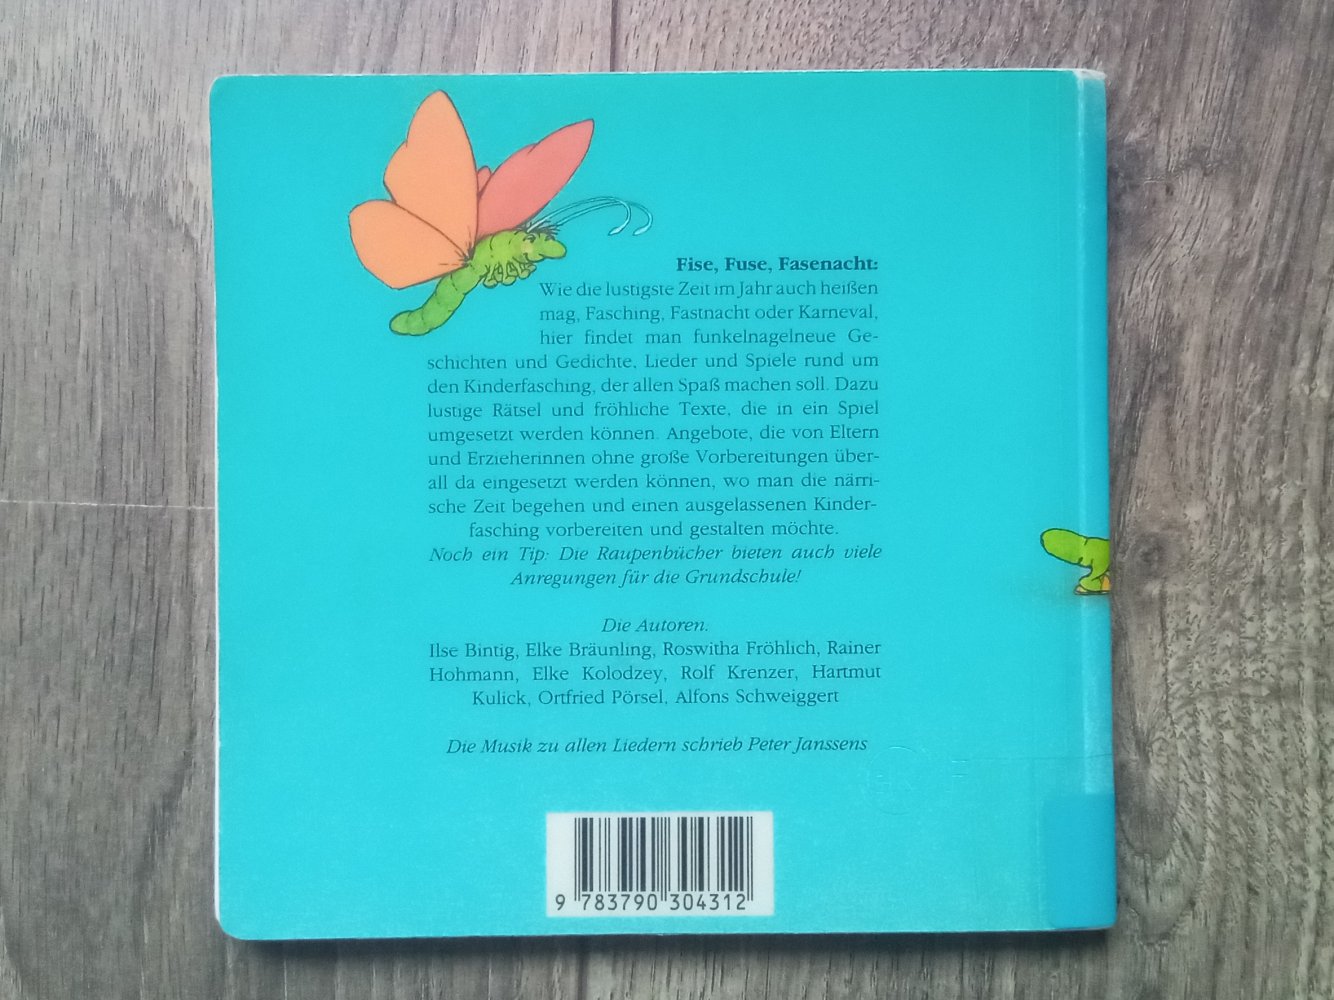 Fise, Fuse, Fasenacht:
Wie die lustigste Zeit im Jahr auch heißen
mag, Fasching, Fastnacht oder Karneval,
hier findet man funkelnagelneue Ge-
schichten und Gedichte, Lieder und Spiele rund um
den Kinderfasching, der allen Spaß machen soll. Dazu
lustige Rätsel und fröhliche Texte, die in ein Spiel
umgesetzt werden können. Angebote, die von Eltern
und Erzieherinnen ohne große Vorbereitungen über-
all da eingesetzt werden können, wo man die närri-
sche Zeit begehen und einen ausgelassenen Kinder-
fasching vorbereiten und gestalten möchte.
Noch ein Tip: Die Raupenbücher bieten auch viele
Anregungen für die Grundschule!
Die Autoren.
Ilse Bintig, Elke Bräunling, Roswitha Fröhlich, Rainer
Hohmann, Elke Kolodzey, Rolf Krenzer, Hartmut
Kulick, Ortfried Pörsel, Alfons Schweiggert
Die Musik zu allen Liedern schrieb Peter Janssens
9 783790 304312